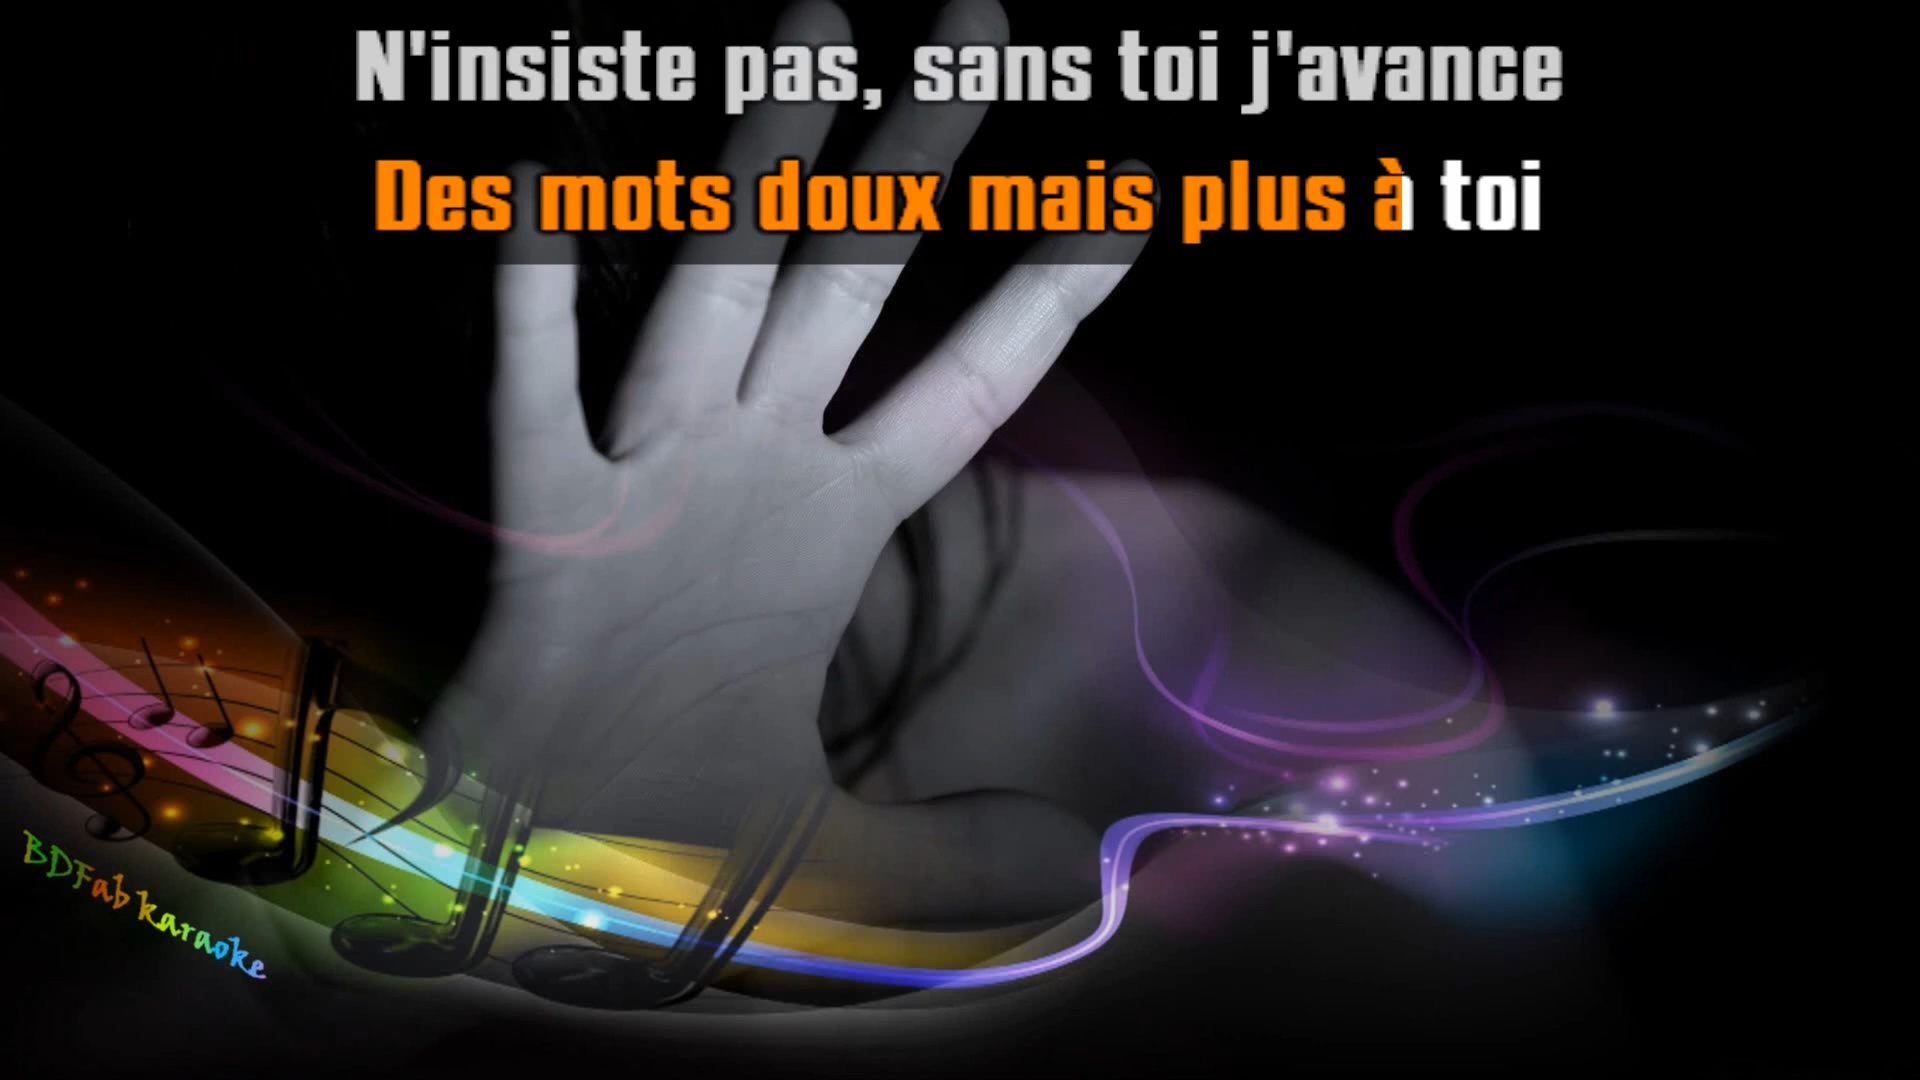 N'insiste pas, sans toi j'avance
Des mots doux mais plus à toi
BDFab karaoke